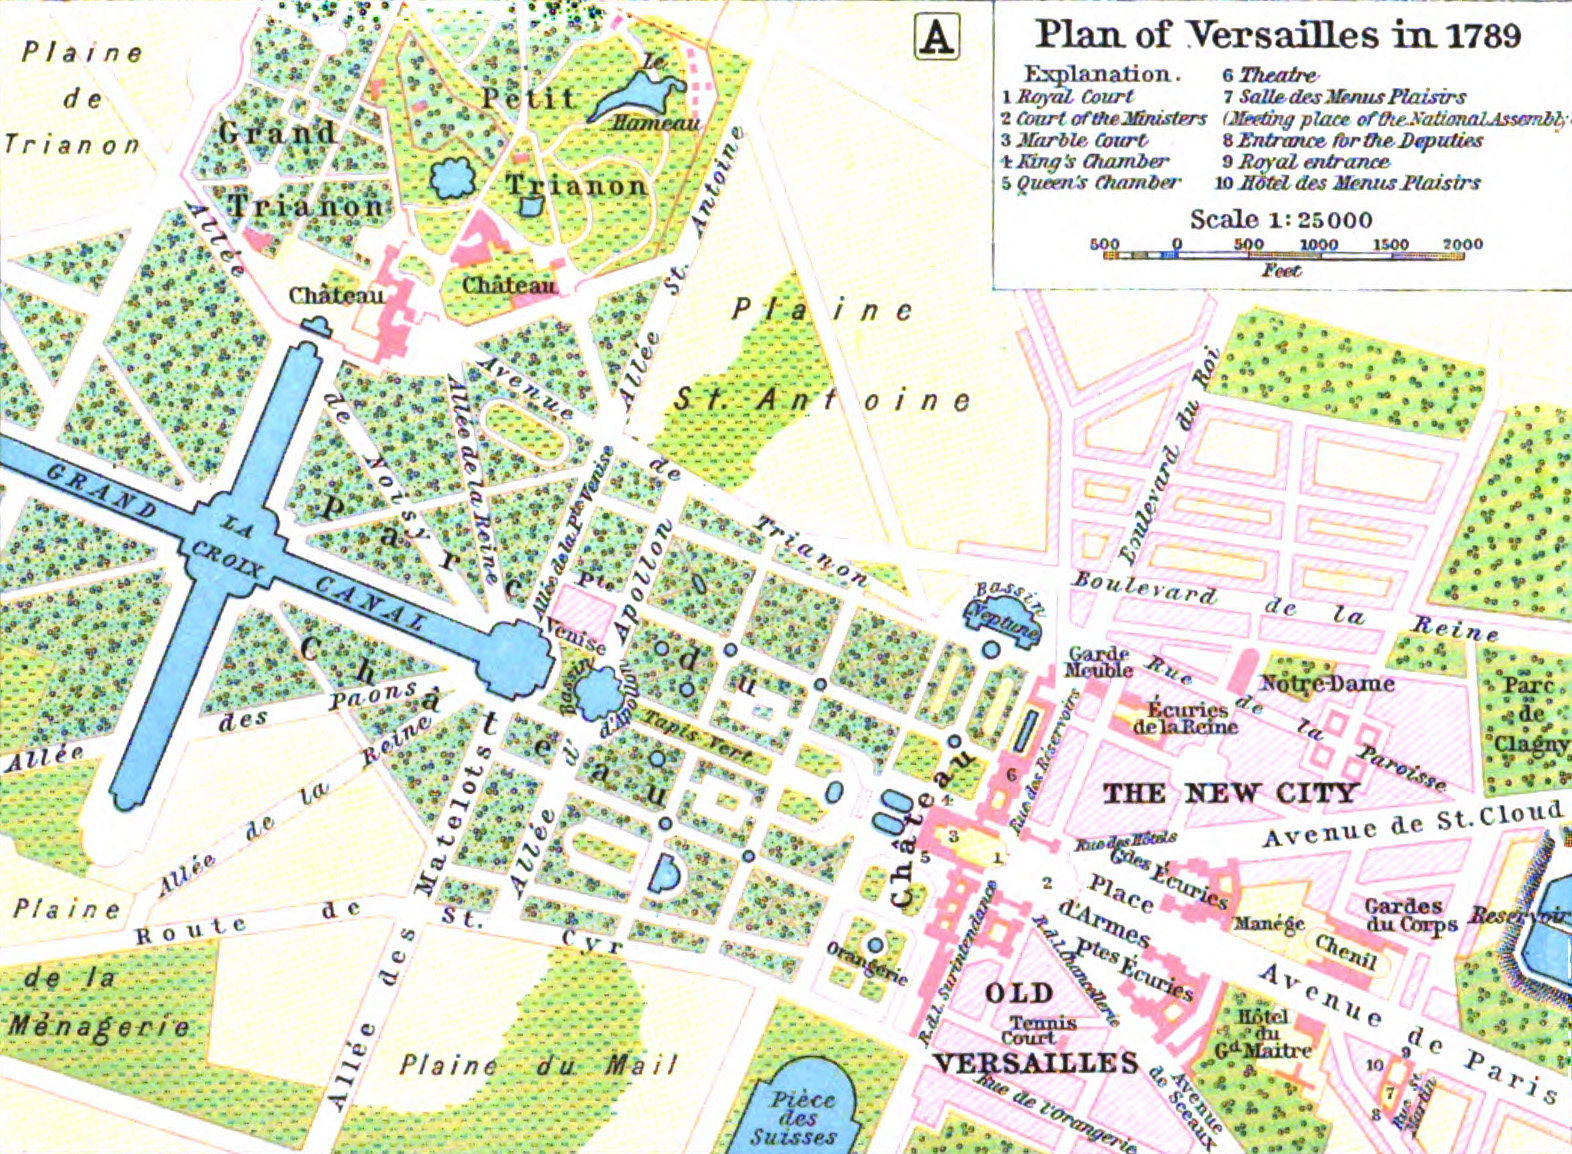 A
Plan of Versailles in 1789
Explanation.
1 Royal Court
2 Court of the Ministers
3 Marble Court
4 King's Chamber
5 Queen's Chamber
6 Theatre
7 Salle des Menus Plaisirs
(Meeting place of the National Assembly
8 Entrance for the Deputies
9 Royal entrance
10 Hôtel des Menus Plaisirs
Scale 1:25000
500 0 500 1000 1500 2000
Feet
Plaine
de
Trianon
Grand
Trianon
Petit
Trianon
Le
Hameau
Château
Château
Allée
de Noisy
Allée St. Antoine
Plaine
St. Antoine
Avenue de Trianon
Allée de la Reine
Allée de la Pte. Venise
Apollon
Pte
Venise
GRAND
LA
CROIX
CANAL
Parc
du
Château
Bassin
d'Apollon
Tapis vert
Allée des Paons
Allée de la Reine
Allée des Matelots
Allée d'
Route de St. Cyr
Plaine
de la
Ménagerie
Plaine du Mail
Pièce
des
Suisses
Orangerie
Château
Bassin
Neptune
Boulevard du Roi
Boulevard de la Reine
Garde
Meuble
Rue de la Paroisse
Écuries
de la Reine
Notre-Dame
Parc
de
Clagny
Rue des Réservoirs
THE NEW CITY
Rue des Hôtels
Avenue de St. Cloud
Gdes Écuries
Place
d'Armes
Ptes Écuries
Manége
Chenil
Gardes
du Corps
Reservoir
Avenue de Paris
R. d. l. Surintendance
R. d. l. Chancellerie
OLD
VERSAILLES
Tennis
Court
Hôtel
du
Gd Maitre
Rue de l'orangerie
Avenue
de Sceaux
Rue St.
Martin
1
2
3
4
5
6
7
8
9
10